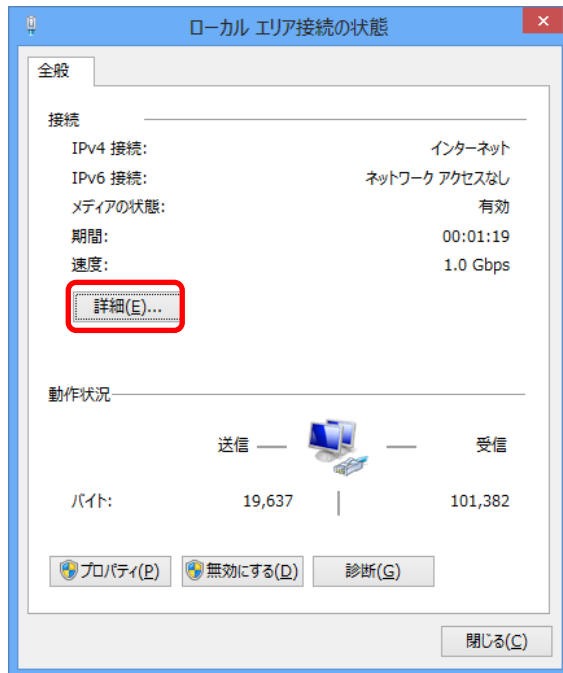 ローカル エリア接続の状態
全般
接続
IPv4 接続: インターネット
IPv6 接続: ネットワーク アクセスなし
メディアの状態: 有効
期間: 00:01:19
速度: 1.0 Gbps
詳細(E)...
動作状況
送信 受信
バイト: 19,637 101,382
プロパティ(P) 無効にする(D) 診断(G)
閉じる(C)